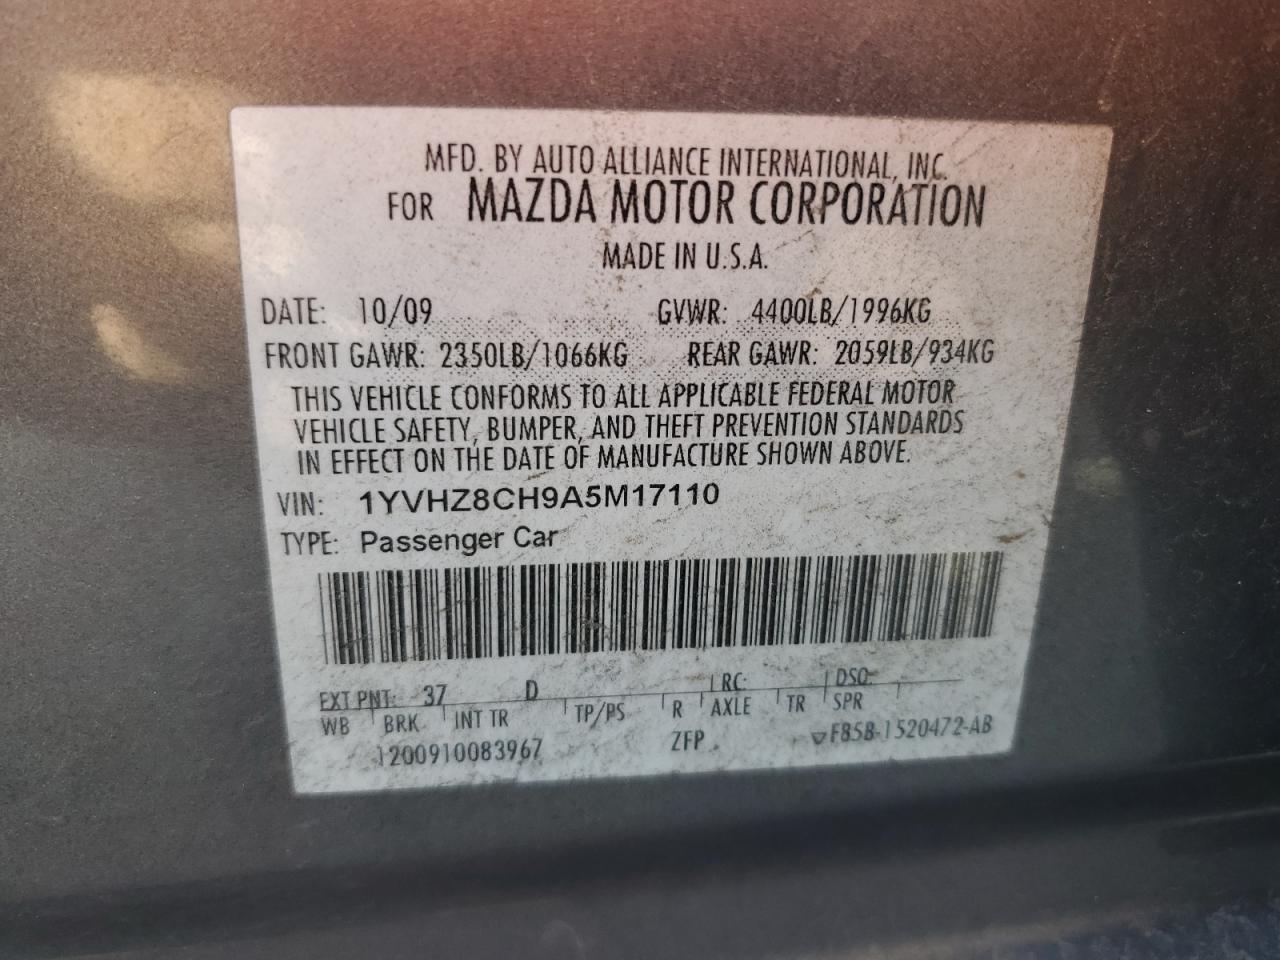 MFD. BY AUTO ALLIANCE INTERNATIONAL, INC.
FOR MAZDA MOTOR CORPORATION
MADE IN U.S.A.
DATE: 10/09 GVWR: 4400LB/1996KG
FRONT GAWR: 2350LB/1066KG REAR GAWR: 2059LB/934KG
THIS VEHICLE CONFORMS TO ALL APPLICABLE FEDERAL MOTOR
VEHICLE SAFETY, BUMPER, AND THEFT PREVENTION STANDARDS
IN EFFECT ON THE DATE OF MANUFACTURE SHOWN ABOVE.
VIN: 1YVHZ8CH9A5M17110
TYPE: Passenger Car
EXT PNT: 37 D RC: DSO:
WB BRK INT TR TP/PS R AXLE TR SPR
1200910083967 ZFP F85B-1520472-AB